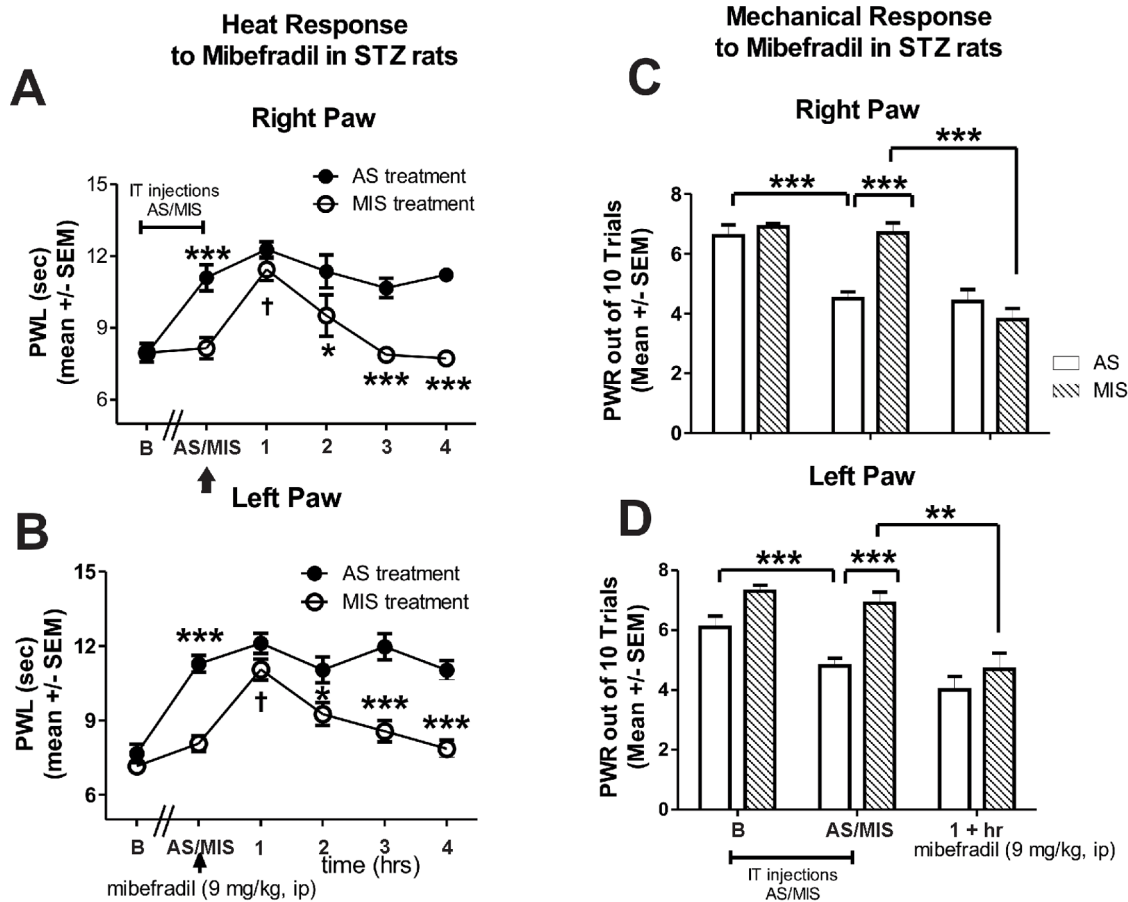 Heat Response
to Mibefradil in STZ rats
A
Right Paw
IT injections
AS/MIS
AS treatment
MIS treatment
PWL (sec)
(mean +/- SEM)
15
12
9
6
***
†
*
***
***
B
AS/MIS
1
2
3
4
Left Paw
B
AS treatment
MIS treatment
PWL (sec)
(mean +/- SEM)
15
12
9
6
***
†
*
***
***
B
AS/MIS
1
2
3
4
time (hrs)
mibefradil (9 mg/kg, ip)
Mechanical Response
to Mibefradil in STZ rats
C
Right Paw
***
***
***
PWR out of 10 Trials
(Mean +/- SEM)
8
6
4
2
0
AS
MIS
Left Paw
D
**
***
***
PWR out of 10 Trials
(Mean +/- SEM)
8
6
4
2
0
B
AS/MIS
1 + hr
mibefradil (9 mg/kg, ip)
IT injections
AS/MIS